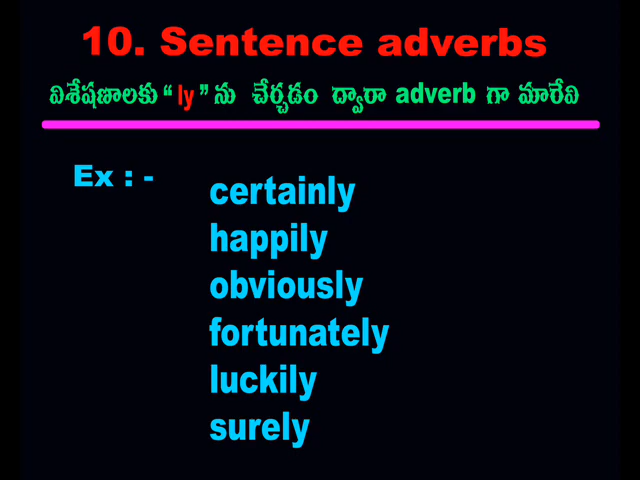 10. Sentence adverbs
విశేషణాలకు “ ly ” ను చేర్చడం ద్వారా adverb గా మారేవి
Ex : - certainly
happily
obviously
fortunately
luckily
surely